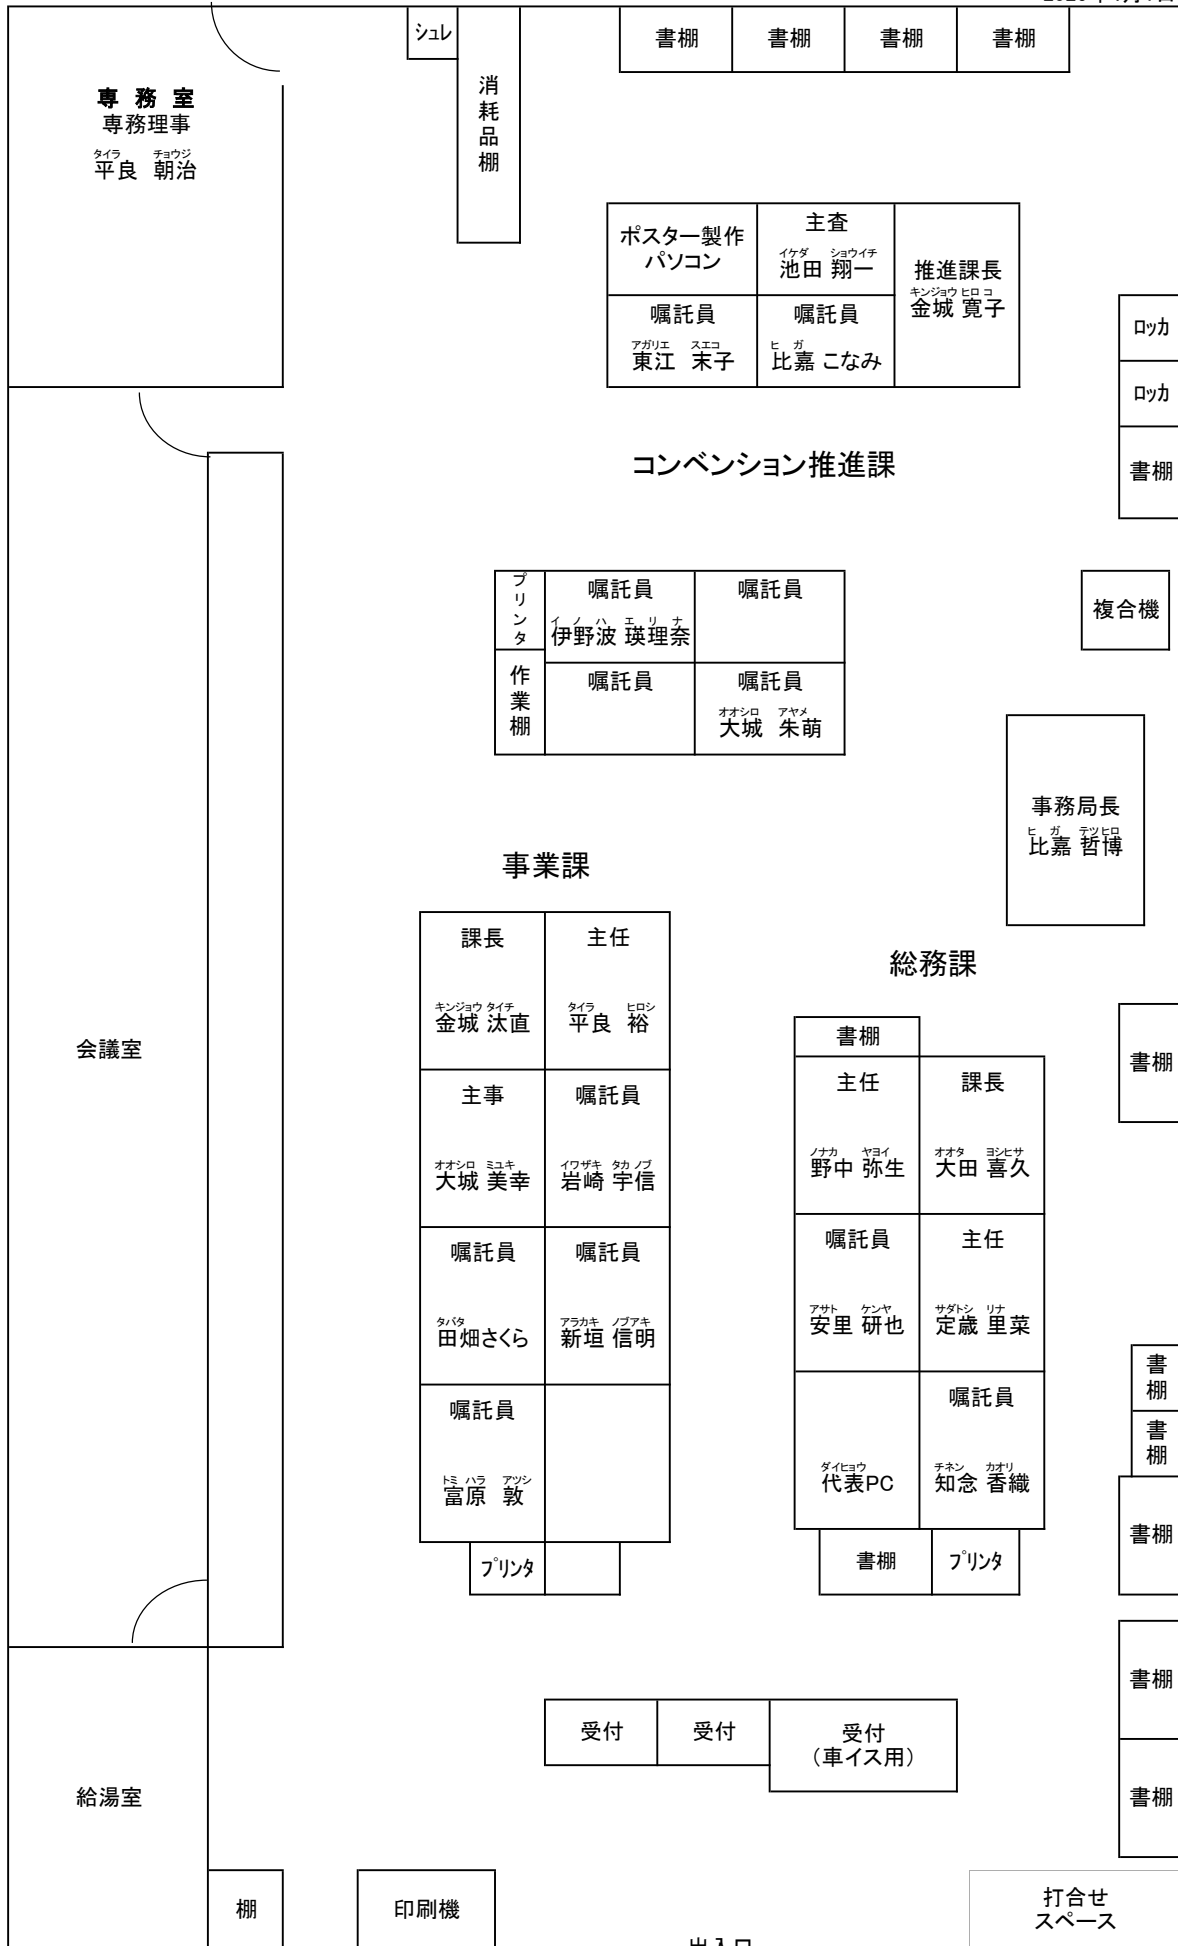 シュレ
書棚
書棚
書棚
書棚
消耗品棚
専 務 室
専務理事
タイラ チョウジ
平良 朝治
ポスター製作
パソコン
主査
イケダ ショウイチ
池田 翔一
推進課長
キンジョウ ヒロコ
金城 寛子
嘱託員
アガリエ スエコ
東江 末子
嘱託員
ヒ ガ
比嘉 こなみ
ロッカ
ロッカ
書棚
コンベンション推進課
プリンタ
嘱託員
イ ノ ハ エ リ ナ
伊野波 瑛理奈
嘱託員
複合機
作業棚
嘱託員
嘱託員
オオシロ アヤメ
大城 朱萌
事務局長
ヒ ガ テツヒロ
比嘉 哲博
事業課
課長
キンジョウ タイチ
金城 汰直
主任
タイラ ヒロシ
平良 裕
総務課
会議室
書棚
書棚
主事
オオシロ ミユキ
大城 美幸
嘱託員
イワザキ タカ ノブ
岩崎 宇信
主任
ノナカ ヤヨイ
野中 弥生
課長
オオタ ヨシヒサ
大田 喜久
嘱託員
タバタ
田畑さくら
嘱託員
アラカキ ノブアキ
新垣 信明
嘱託員
アサト ケンヤ
安里 研也
主任
サダトシ リナ
定歳 里菜
書棚
書棚
嘱託員
トミ ハラ アツシ
富原 敦
ダイヒョウ
代表PC
嘱託員
チネン カオリ
知念 香織
書棚
プリンタ
書棚
プリンタ
書棚
受付
受付
受付
（車イス用）
給湯室
書棚
棚
印刷機
打合せ
スペース